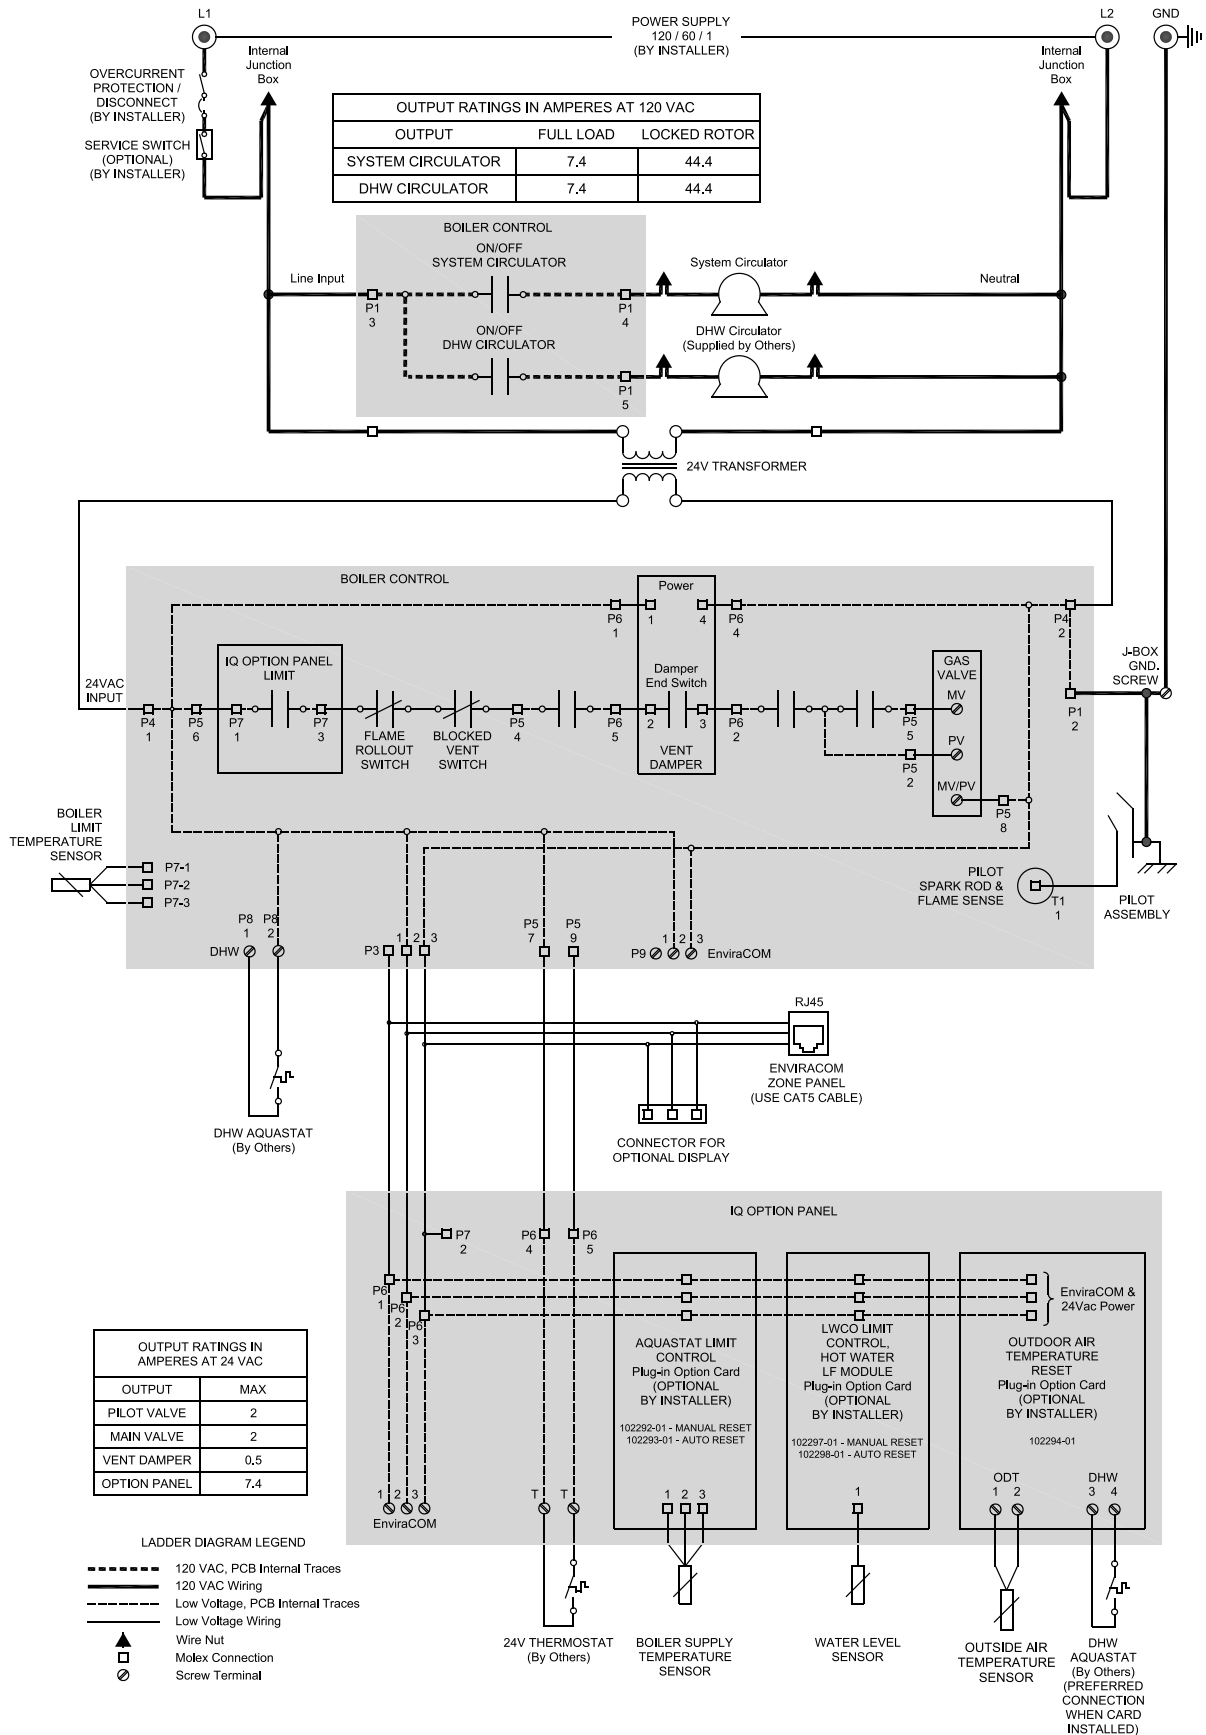 L1
POWER SUPPLY
120 / 60 / 1
(BY INSTALLER)
L2
GND
Internal
Junction
Box
Internal
Junction
Box
OVERCURRENT
PROTECTION /
DISCONNECT
(BY INSTALLER)
SERVICE SWITCH
(OPTIONAL)
(BY INSTALLER)
OUTPUT RATINGS IN AMPERES AT 120 VAC
OUTPUT FULL LOAD LOCKED ROTOR
SYSTEM CIRCULATOR 7.4 44.4
DHW CIRCULATOR 7.4 44.4
BOILER CONTROL
ON/OFF
SYSTEM CIRCULATOR
Line Input
System Circulator
Neutral
P1
3
P1
4
ON/OFF
DHW CIRCULATOR
DHW Circulator
(Supplied by Others)
P1
5
24V TRANSFORMER
BOILER CONTROL
Power
P6
1
1
4
P6
4
P4
2
IQ OPTION PANEL
LIMIT
Damper
End Switch
GAS
VALVE
J-BOX
GND.
SCREW
24VAC
INPUT
MV
P4
1
P5
6
P7
1
P7
3
FLAME
ROLLOUT
SWITCH
BLOCKED
VENT
SWITCH
P5
4
P6
5
2
3
P6
2
VENT
DAMPER
P5
5
PV
P5
2
MV/PV
P5
8
P1
2
BOILER
LIMIT
TEMPERATURE
SENSOR
P7-1
P7-2
P7-3
PILOT
SPARK ROD &
FLAME SENSE
T1
1
PILOT
ASSEMBLY
P8
1
P8
2
DHW
P3
1
2
3
P5
7
P5
9
P9
1
2
3
EnviraCOM
RJ45
ENVIRACOM
ZONE PANEL
(USE CAT5 CABLE)
DHW AQUASTAT
(By Others)
CONNECTOR FOR
OPTIONAL DISPLAY
IQ OPTION PANEL
P7
2
P6
4
P6
5
P6
1
P6
2
P6
3
EnviraCOM &
24Vac Power
AQUASTAT LIMIT
CONTROL
Plug-in Option Card
(OPTIONAL
BY INSTALLER)
102292-01 - MANUAL RESET
102293-01 - AUTO RESET
LWCO LIMIT
CONTROL,
HOT WATER
LF MODULE
Plug-in Option Card
(OPTIONAL
BY INSTALLER)
102297-01 - MANUAL RESET
102298-01 - AUTO RESET
OUTDOOR AIR
TEMPERATURE
RESET
Plug-in Option Card
(OPTIONAL
BY INSTALLER)
102294-01
OUTPUT RATINGS IN
AMPERES AT 24 VAC
OUTPUT MAX
PILOT VALVE 2
MAIN VALVE 2
VENT DAMPER 0.5
OPTION PANEL 7.4
1 2 3
EnviraCOM
T T
1 2 3
1
ODT
1 2
DHW
3 4
LADDER DIAGRAM LEGEND
120 VAC, PCB Internal Traces
120 VAC Wiring
Low Voltage, PCB Internal Traces
Low Voltage Wiring
Wire Nut
Molex Connection
Screw Terminal
24V THERMOSTAT
(By Others)
BOILER SUPPLY
TEMPERATURE
SENSOR
WATER LEVEL
SENSOR
OUTSIDE AIR
TEMPERATURE
SENSOR
DHW
AQUASTAT
(By Others)
(PREFERRED
CONNECTION
WHEN CARD
INSTALLED)